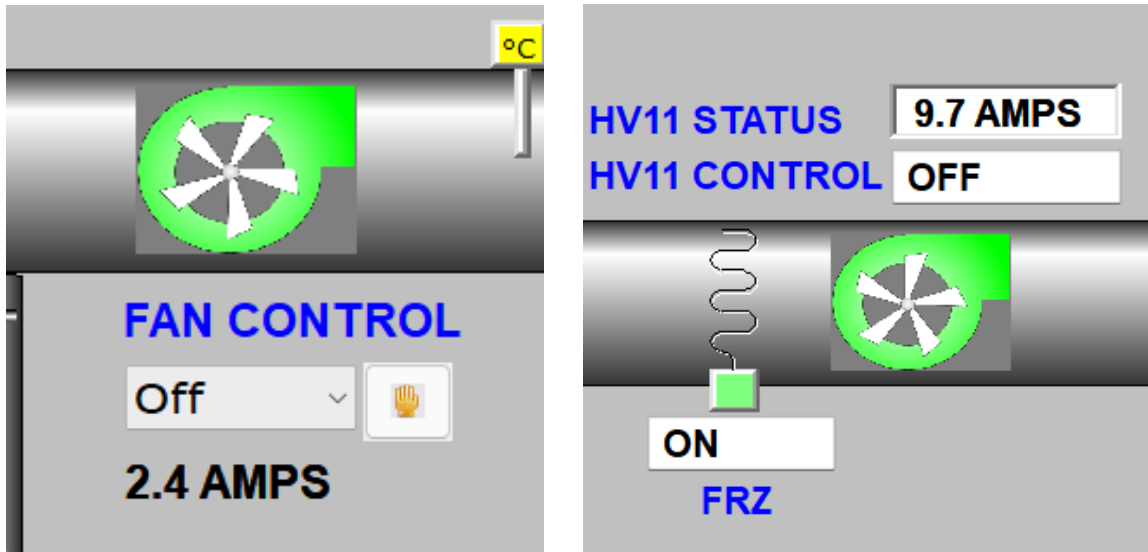 °C
FAN CONTROL
Off
2.4 AMPS
HV11 STATUS 9.7 AMPS
HV11 CONTROL OFF
ON
FRZ